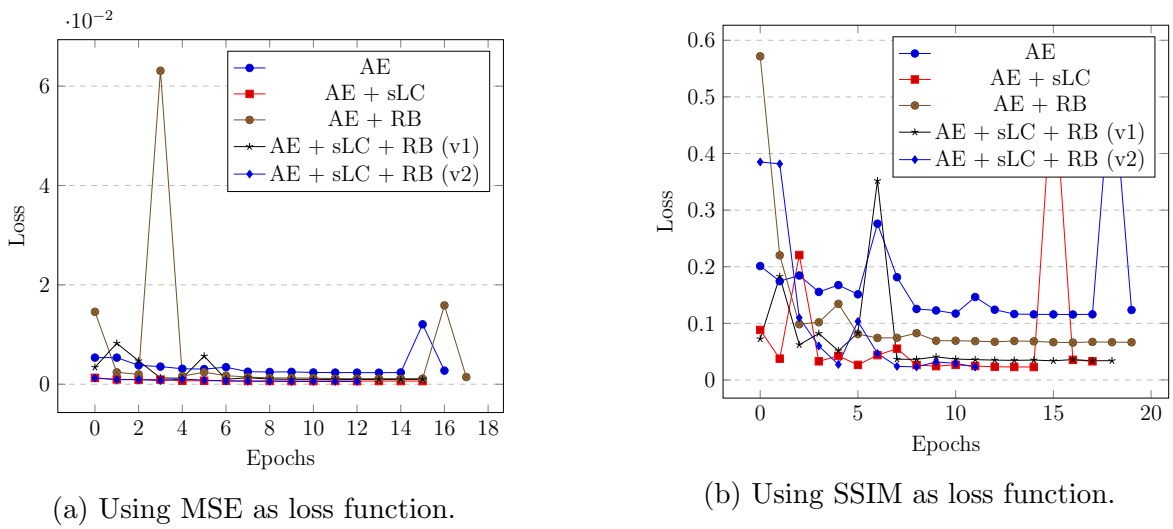 ·10−2
6
4
2
0
0 2 4 6 8 10 12 14 16 18
Epochs
Loss
AE
AE + sLC
AE + RB
AE + sLC + RB (v1)
AE + sLC + RB (v2)
(a) Using MSE as loss function.
0.6
0.5
0.4
0.3
0.2
0.1
0
0 5 10 15 20
Epochs
Loss
AE
AE + sLC
AE + RB
AE + sLC + RB (v1)
AE + sLC + RB (v2)
(b) Using SSIM as loss function.